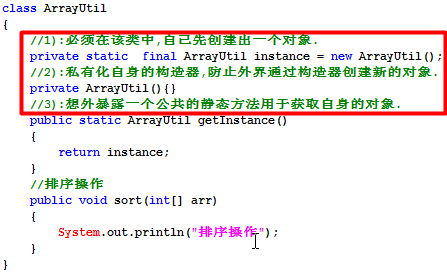 class ArrayUtil
{
//1):必须在该类中,自己先创建出一个对象.
private static  final ArrayUtil instance = new ArrayUtil();
//2):私有化自身的构造器,防止外界通过构造器创建新的对象.
private ArrayUtil(){}
//3):想外暴露一个公共的静态方法用于获取自身的对象.
public static ArrayUtil getInstance()
{
return instance;
}
//排序操作
public void sort(int[] arr)
{
System.out.println("排序操作");
}
}